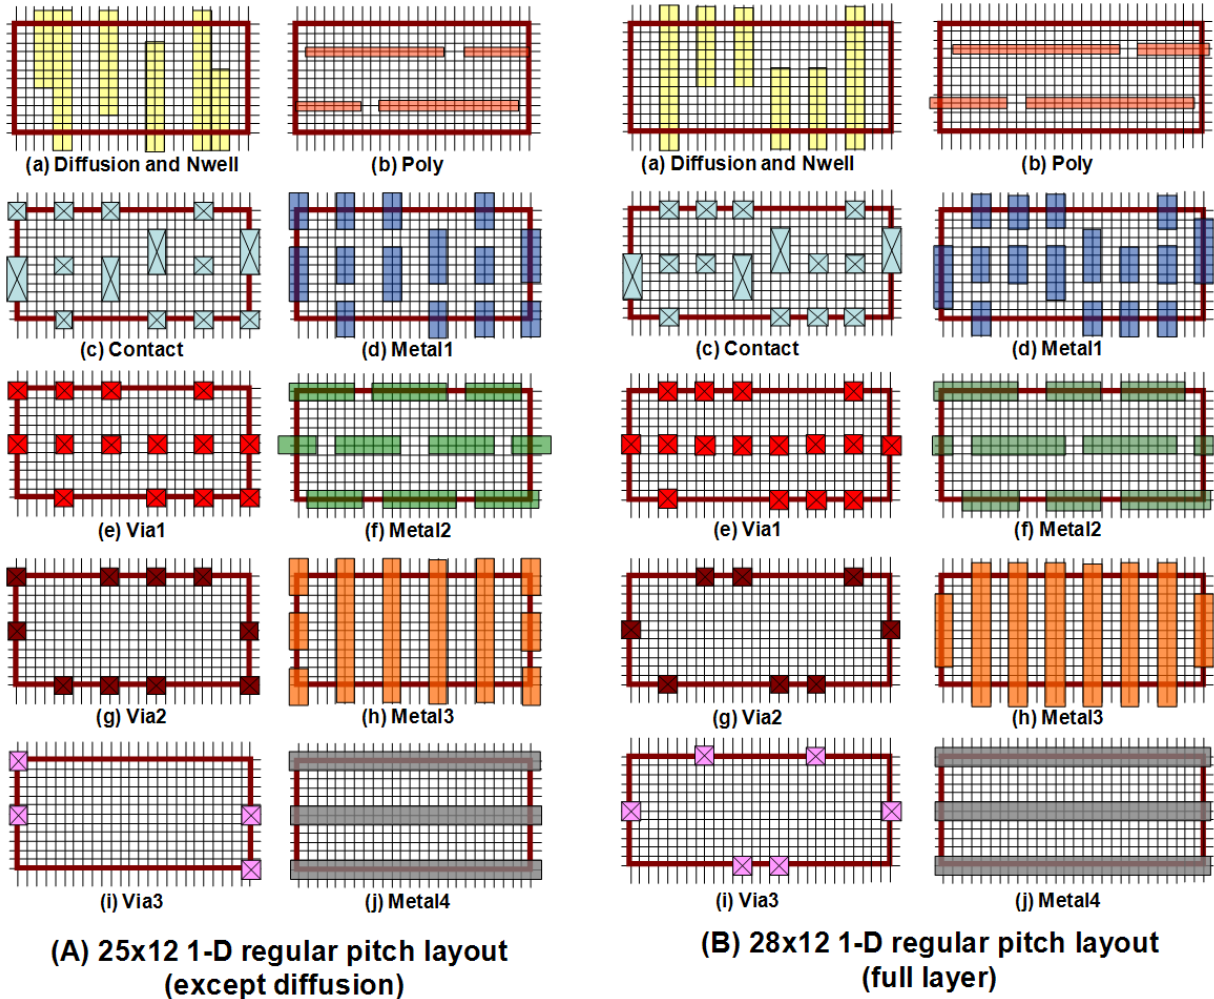 (a) Diffusion and Nwell
(b) Poly
(c) Contact
(d) Metal1
(e) Via1
(f) Metal2
(g) Via2
(h) Metal3
(i) Via3
(j) Metal4
(A) 25x12 1-D regular pitch layout
(except diffusion)
(a) Diffusion and Nwell
(b) Poly
(c) Contact
(d) Metal1
(e) Via1
(f) Metal2
(g) Via2
(h) Metal3
(i) Via3
(j) Metal4
(B) 28x12 1-D regular pitch layout
(full layer)